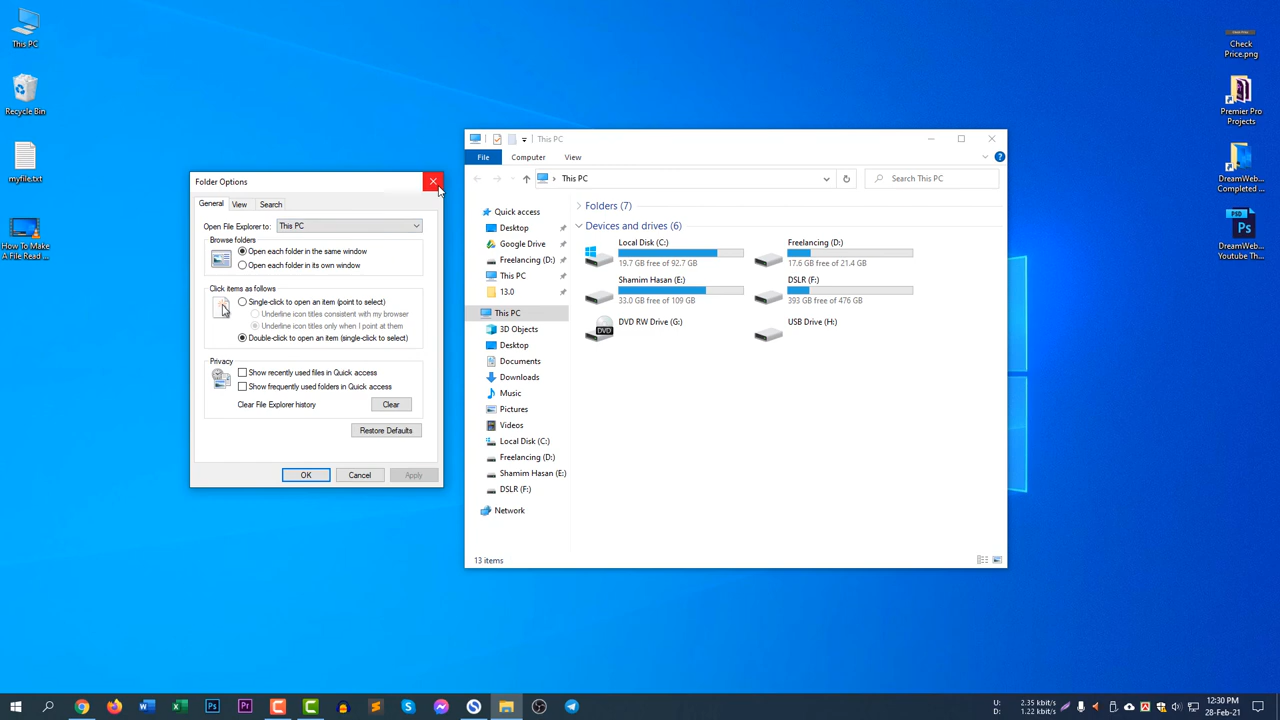 This PC
Recycle Bin
myfile.txt
How To Make
A File Read ...
Folder Options
General
View
Search
Open File Explorer to:
This PC
Browse folders
Open each folder in the same window
Open each folder in its own window
Click items as follows
Single-click to open an item (point to select)
Underline icon titles consistent with my browser
Underline icon titles only when I point at them
Double-click to open an item (single-click to select)
Privacy
Show recently used files in Quick access
Show frequently used folders in Quick access
Clear File Explorer history
Clear
Restore Defaults
OK
Cancel
Apply
This PC
File
Computer
View
This PC
Search This PC
Quick access
Desktop
Google Drive
Freelancing (D:)
This PC
13.0
This PC
3D Objects
Desktop
Documents
Downloads
Music
Pictures
Videos
Local Disk (C:)
Freelancing (D:)
Shamim Hasan (E:)
DSLR (F:)
Network
Folders (7)
Devices and drives (6)
Local Disk (C:)
19.7 GB free of 92.7 GB
Freelancing (D:)
17.6 GB free of 21.4 GB
Shamim Hasan (E:)
33.0 GB free of 109 GB
DSLR (F:)
393 GB free of 476 GB
DVD
DVD RW Drive (G:)
USB Drive (H:)
13 items
Check
Price.png
Premier Pro
Projects
DreamWeb...
Completed ...
PSD
Ps
DreamWeb...
Youtube Th...
U: 2.35 kbit/s
D: 1.22 kbit/s
12:30 PM
28-Feb-21